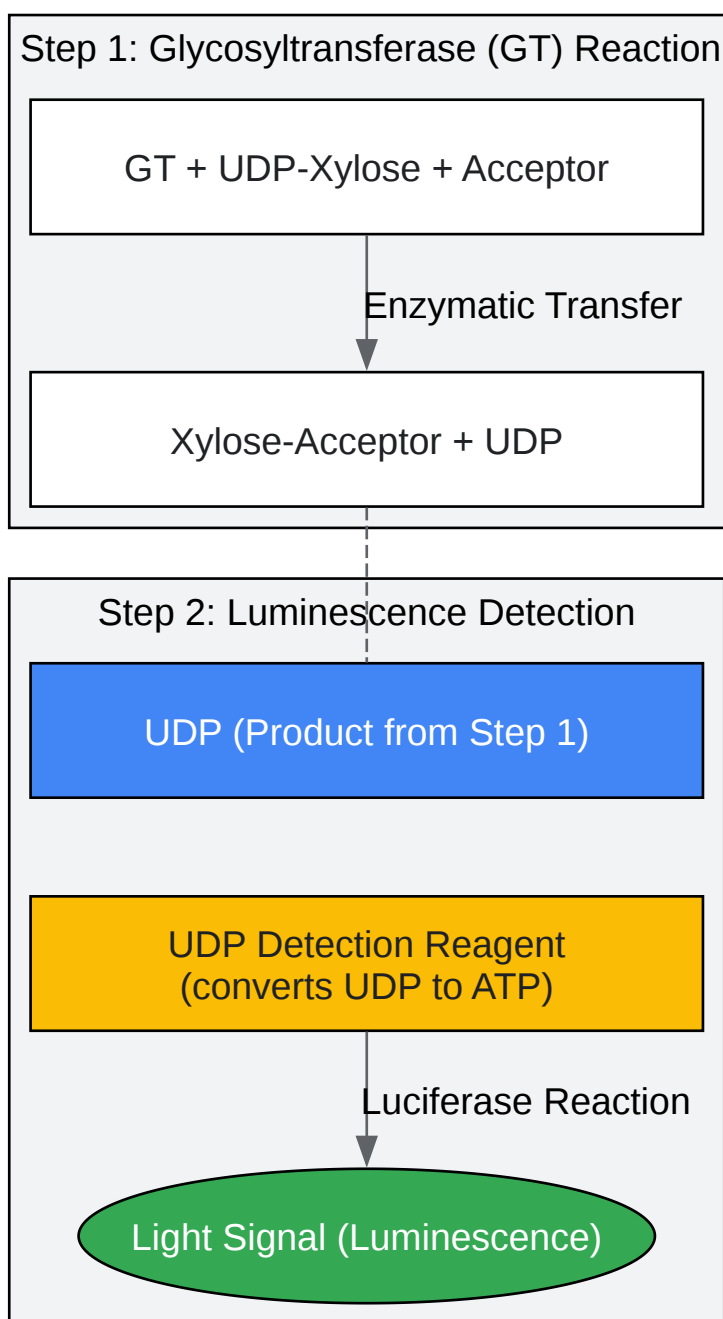 Step 1: Glycosyltransferase (GT) Reaction
GT + UDP-Xylose + Acceptor
Enzymatic Transfer
Xylose-Acceptor + UDP
Step 2: Luminescence Detection
UDP (Product from Step 1)
UDP Detection Reagent
(converts UDP to ATP)
Luciferase Reaction
Light Signal (Luminescence)